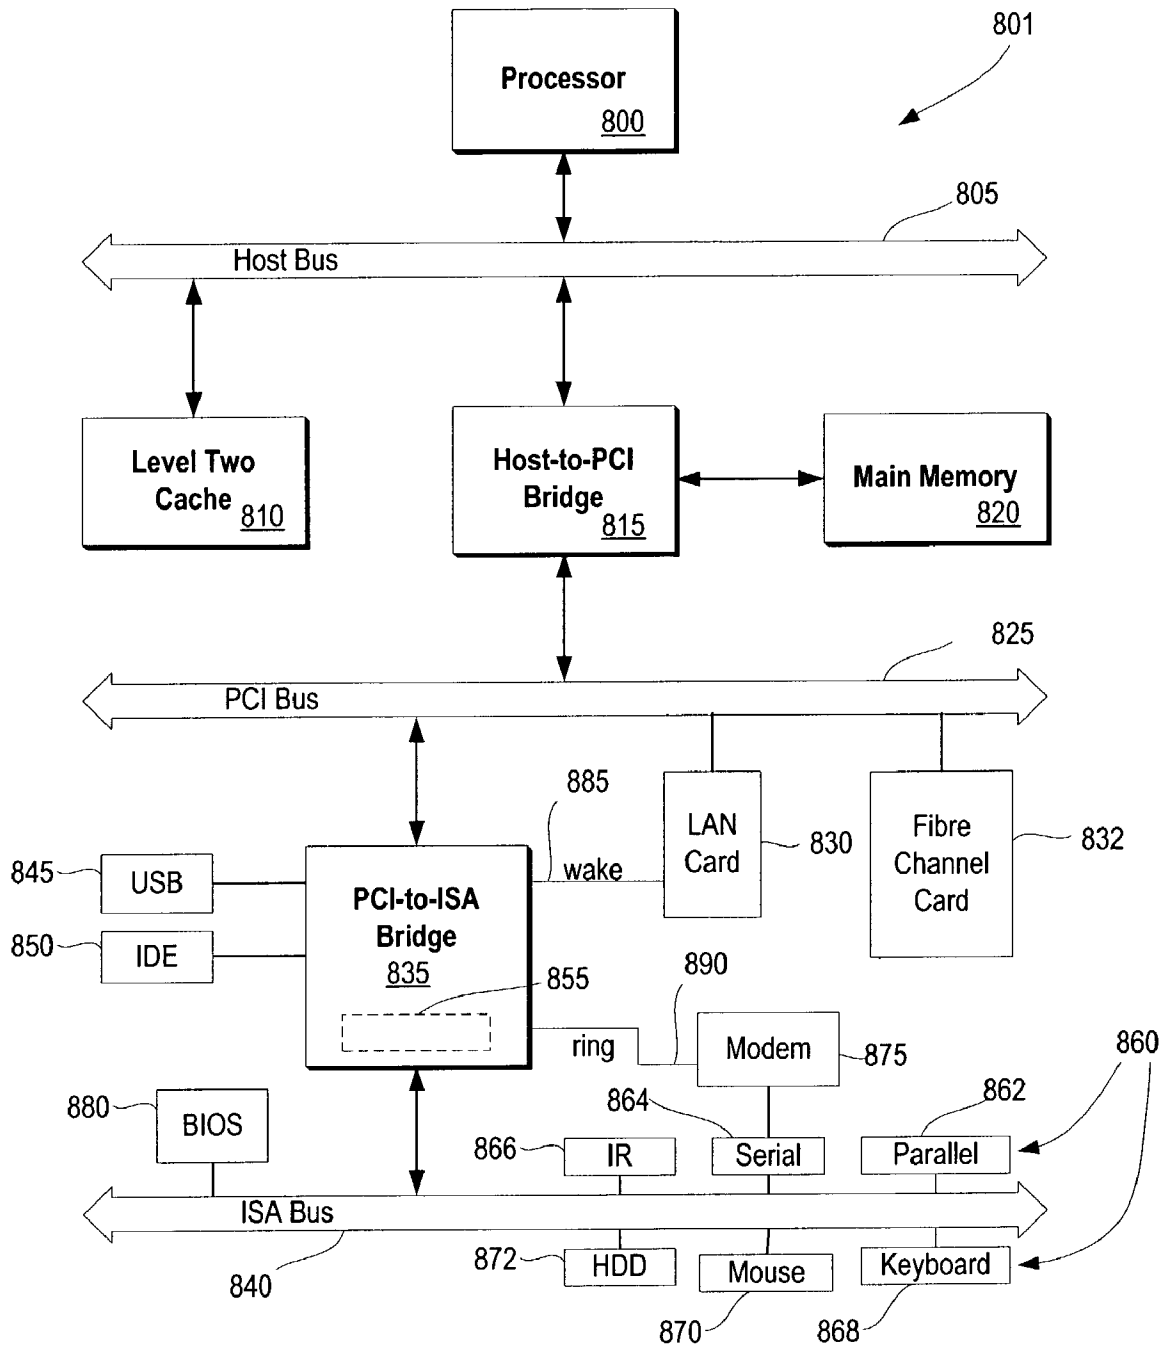 801
Processor
800
805
Host Bus
Level Two
Cache
810
Host-to-PCI
Bridge
815
Main Memory
820
825
PCI Bus
885
LAN
Card
830
Fibre
Channel
Card
832
845
USB
wake
PCI-to-ISA
Bridge
835
850
IDE
855
890
ring
Modem
875
860
880
BIOS
864
862
866
IR
Serial
Parallel
ISA Bus
840
872
HDD
Mouse
Keyboard
870
868